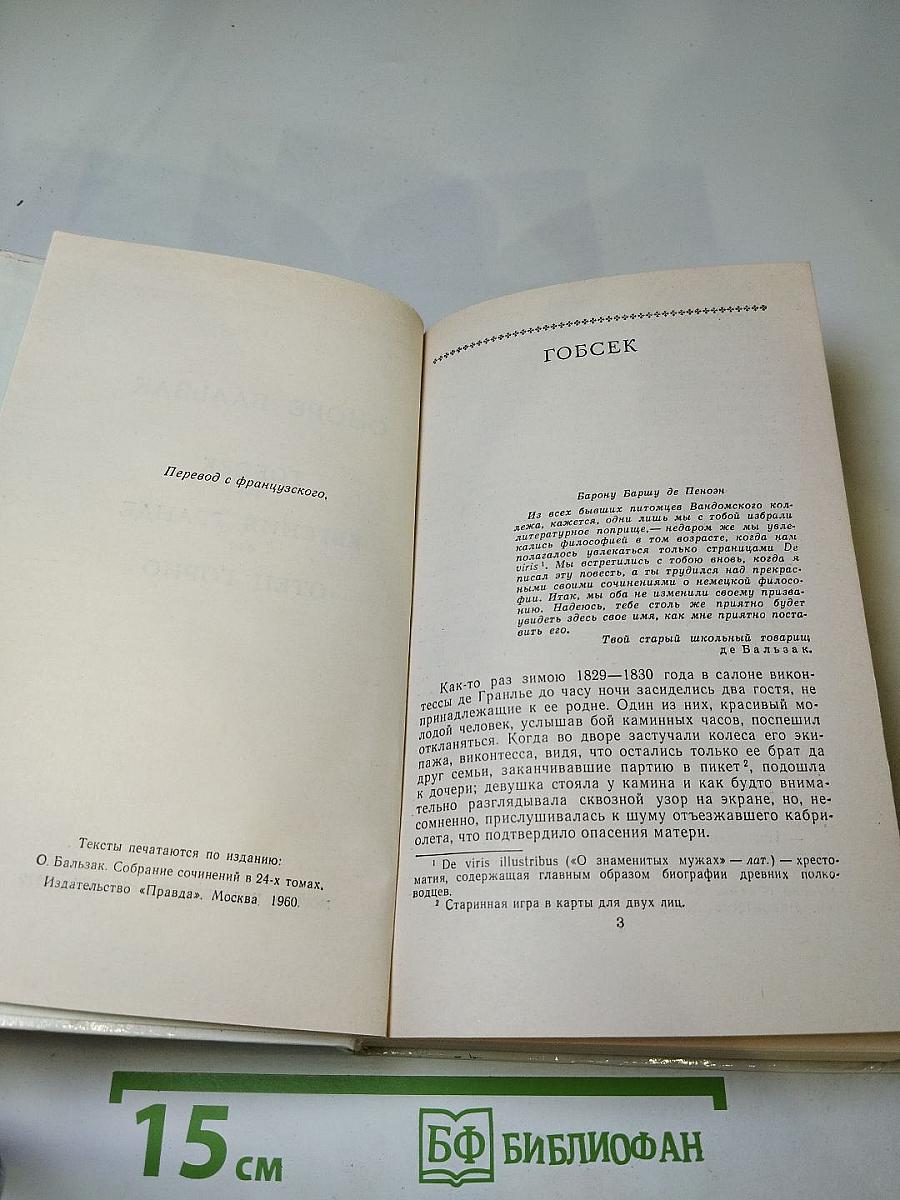 Перевод с французского.
Тексты печатаются по изданию:
О. Бальзак. Собрание сочинений в 24-х томах.
Издательство «Правда». Москва 1960.
ГОБСЕК
Барону Баршу де Пеноэн
Из всех бывших питомцев Вандомского кол-
лежа, кажется, одни лишь мы с тобой избрали
литературное поприще,— недаром же мы увле-
кались философией в том возрасте, когда нам
полагалось увлекаться только страницами De
viris¹. Мы встретились с тобою вновь, когда я
писал эту повесть, а ты трудился над прекрас-
ными своими сочинениями о немецкой филосо-
фии. Итак, мы оба не изменили своему призва-
нию. Надеюсь, тебе столь же приятно будет
увидеть здесь свое имя, как мне приятно поста-
вить его.
Твой старый школьный товарищ
де Бальзак.
Как-то раз зимою 1829—1830 года в салоне викон-
тессы де Гранлье до часу ночи засиделись два гостя, не
принадлежащие к ее родне. Один из них, красивый мо-
лодой человек, услышав бой каминных часов, поспешил
откланяться. Когда во дворе застучали колеса его эки-
пажа, виконтесса, видя, что остались только ее брат да
друг семьи, заканчивавшие партию в пикет², подошла
к дочери; девушка стояла у камина и как будто внима-
тельно разглядывала сквозной узор на экране, но, не-
сомненно, прислушивалась к шуму отъезжавшего кабри-
олета, что подтвердило опасения матери.
¹ De viris illustribus («О знаменитых мужах» — лат.) — хресто-
матия, содержащая главным образом биографии древних полко-
водцев.
² Старинная игра в карты для двух лиц.
3
15 см
БФ БИБЛИОФАН